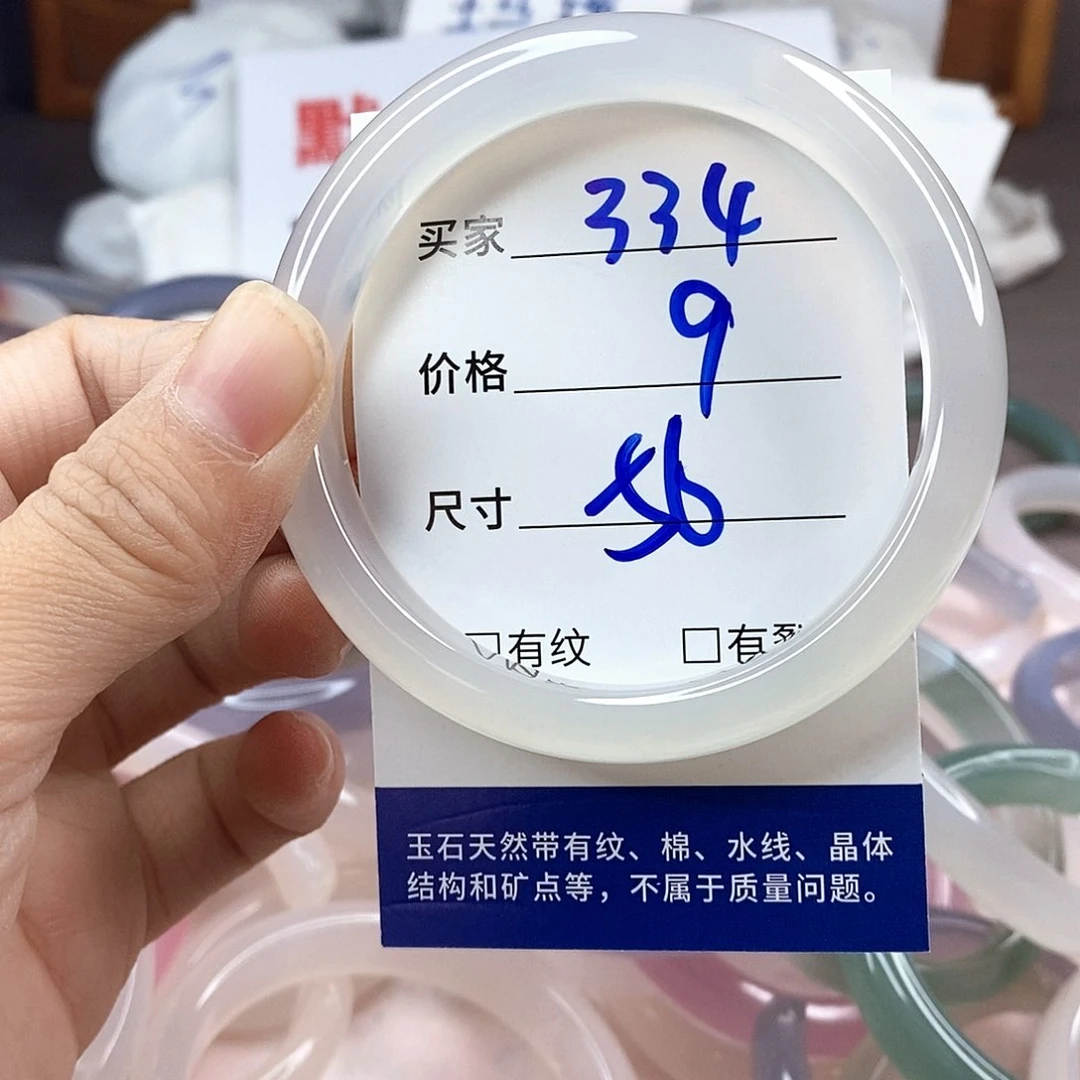 买家 334
价格 9
尺寸 56
□有纹 □有裂
玉石天然带有纹、棉、水线、晶体
结构和矿点等，不属于质量问题。